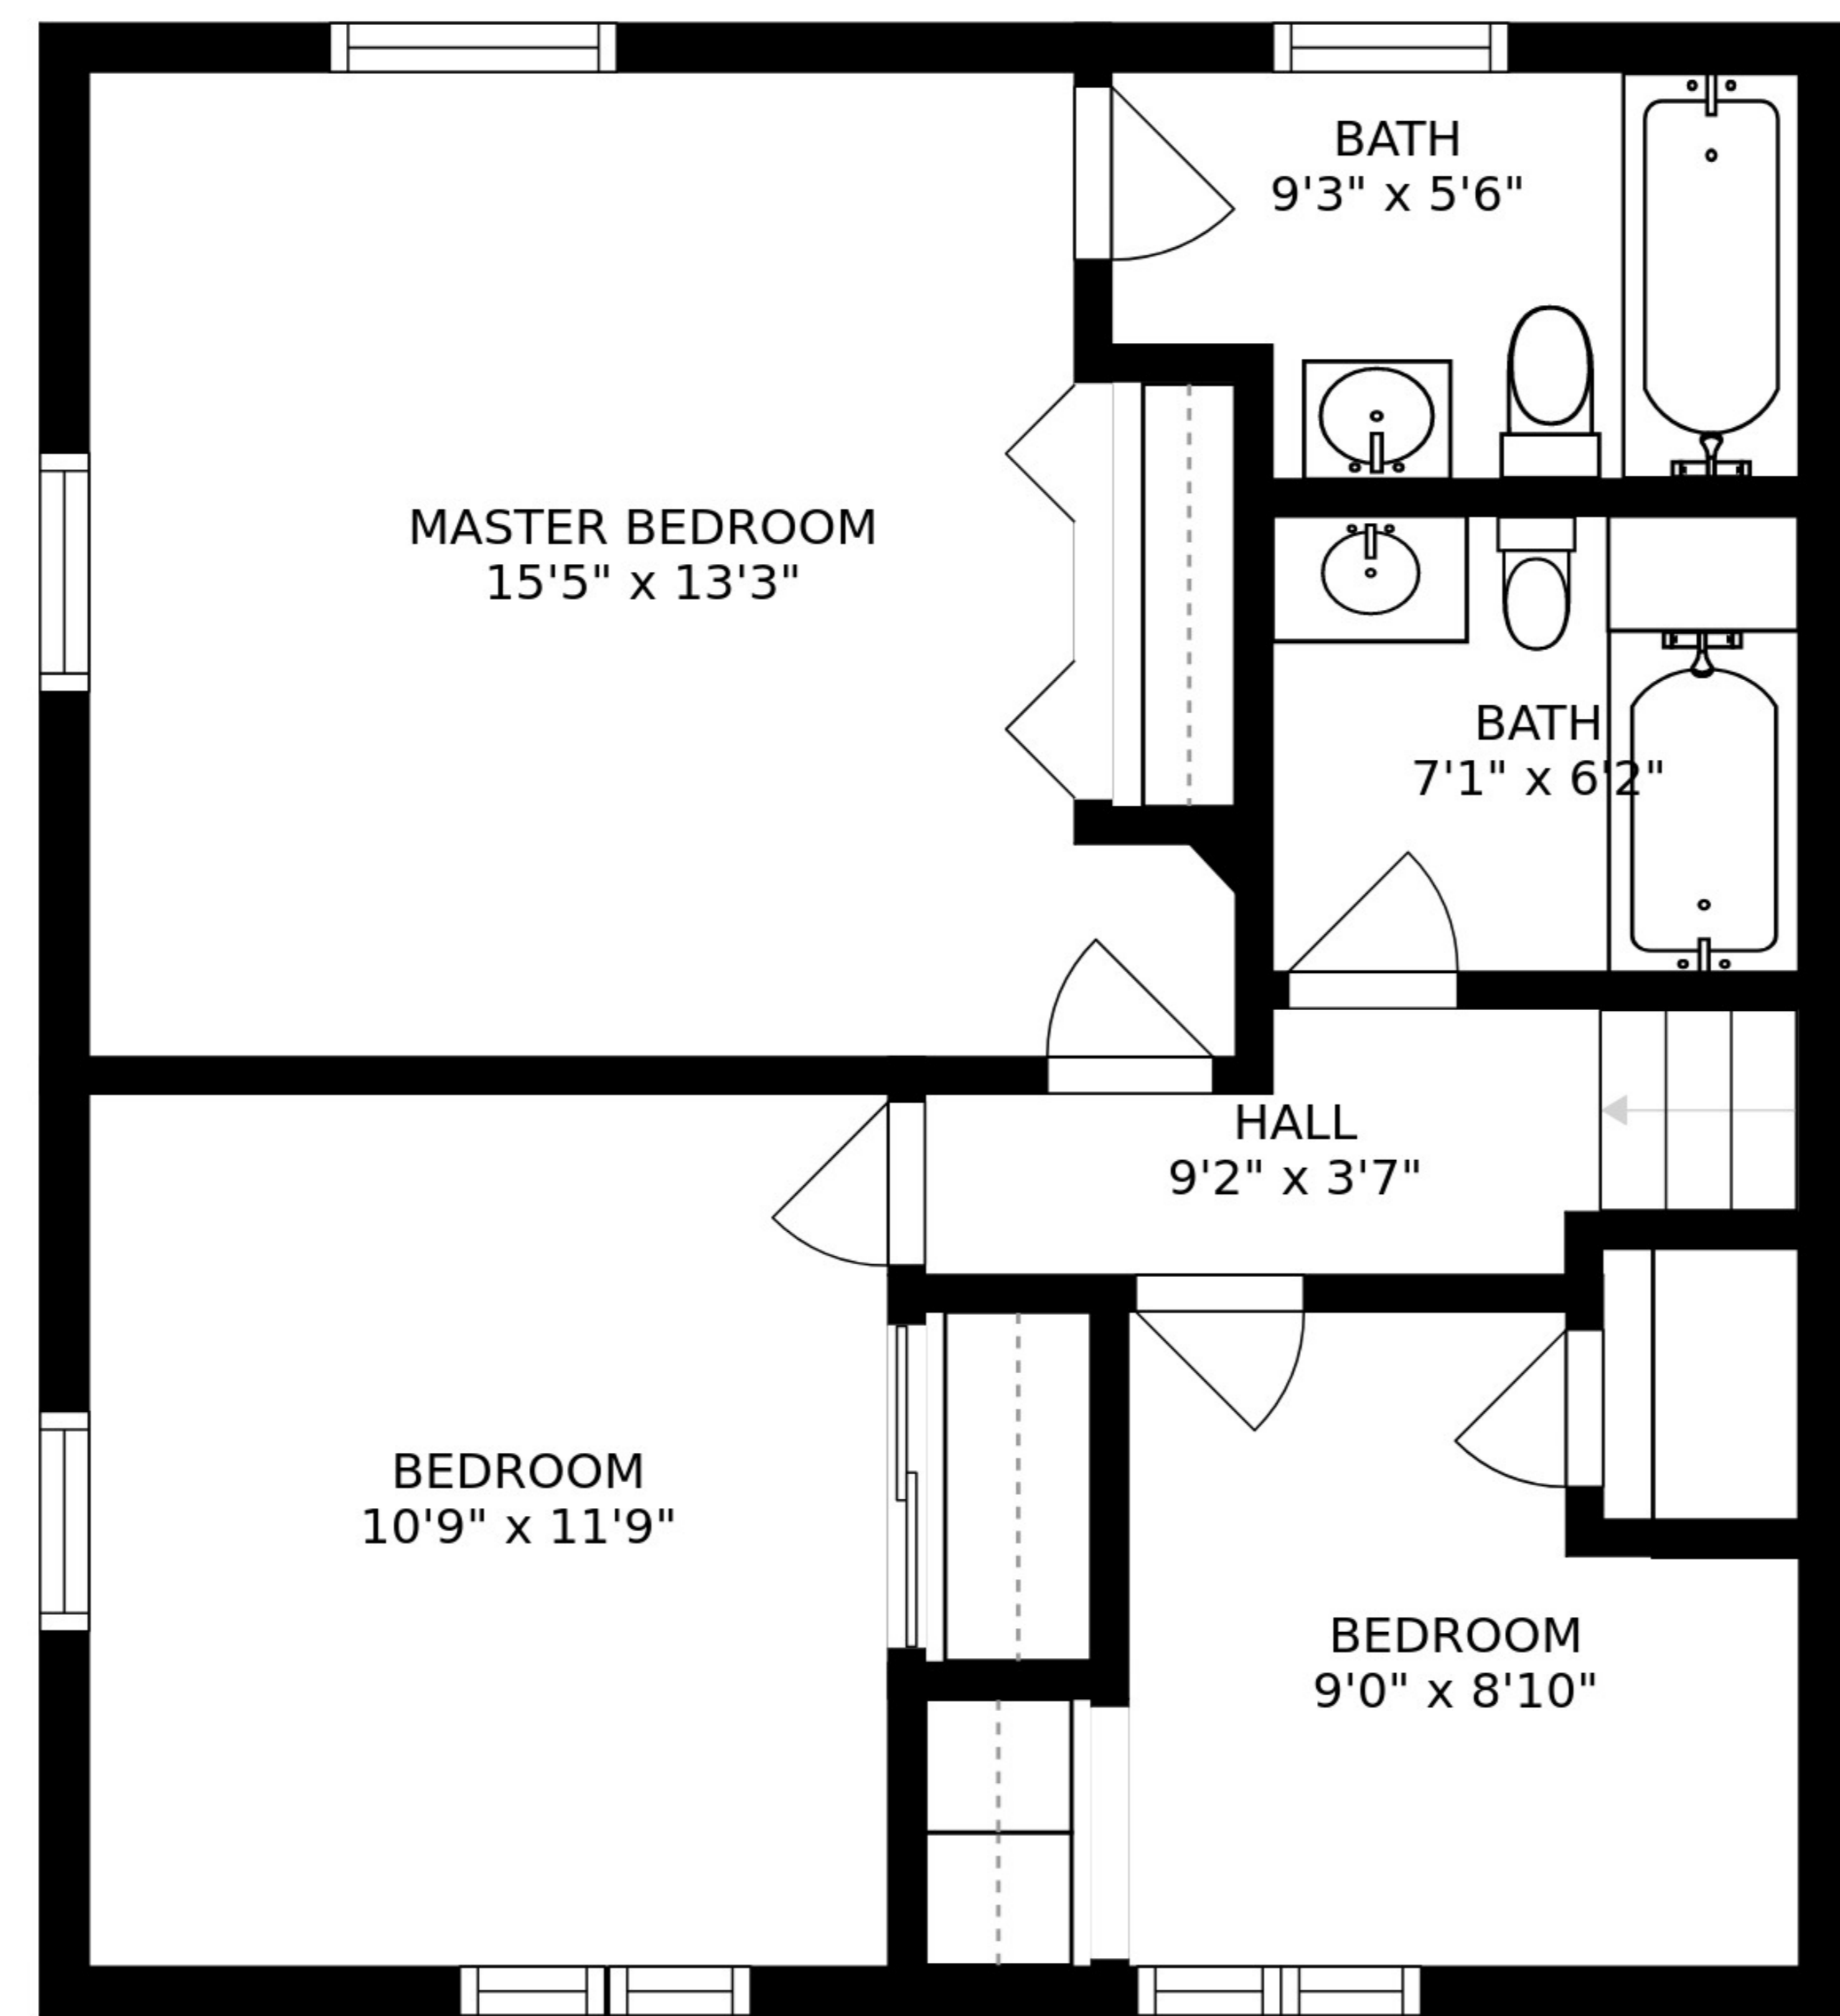 BATH
9'3" x 5'6"
MASTER BEDROOM
15'5" x 13'3"
BATH
7'1" x 6'2"
HALL
9'2" x 3'7"
BEDROOM
10'9" x 11'9"
BEDROOM
9'0" x 8'10"